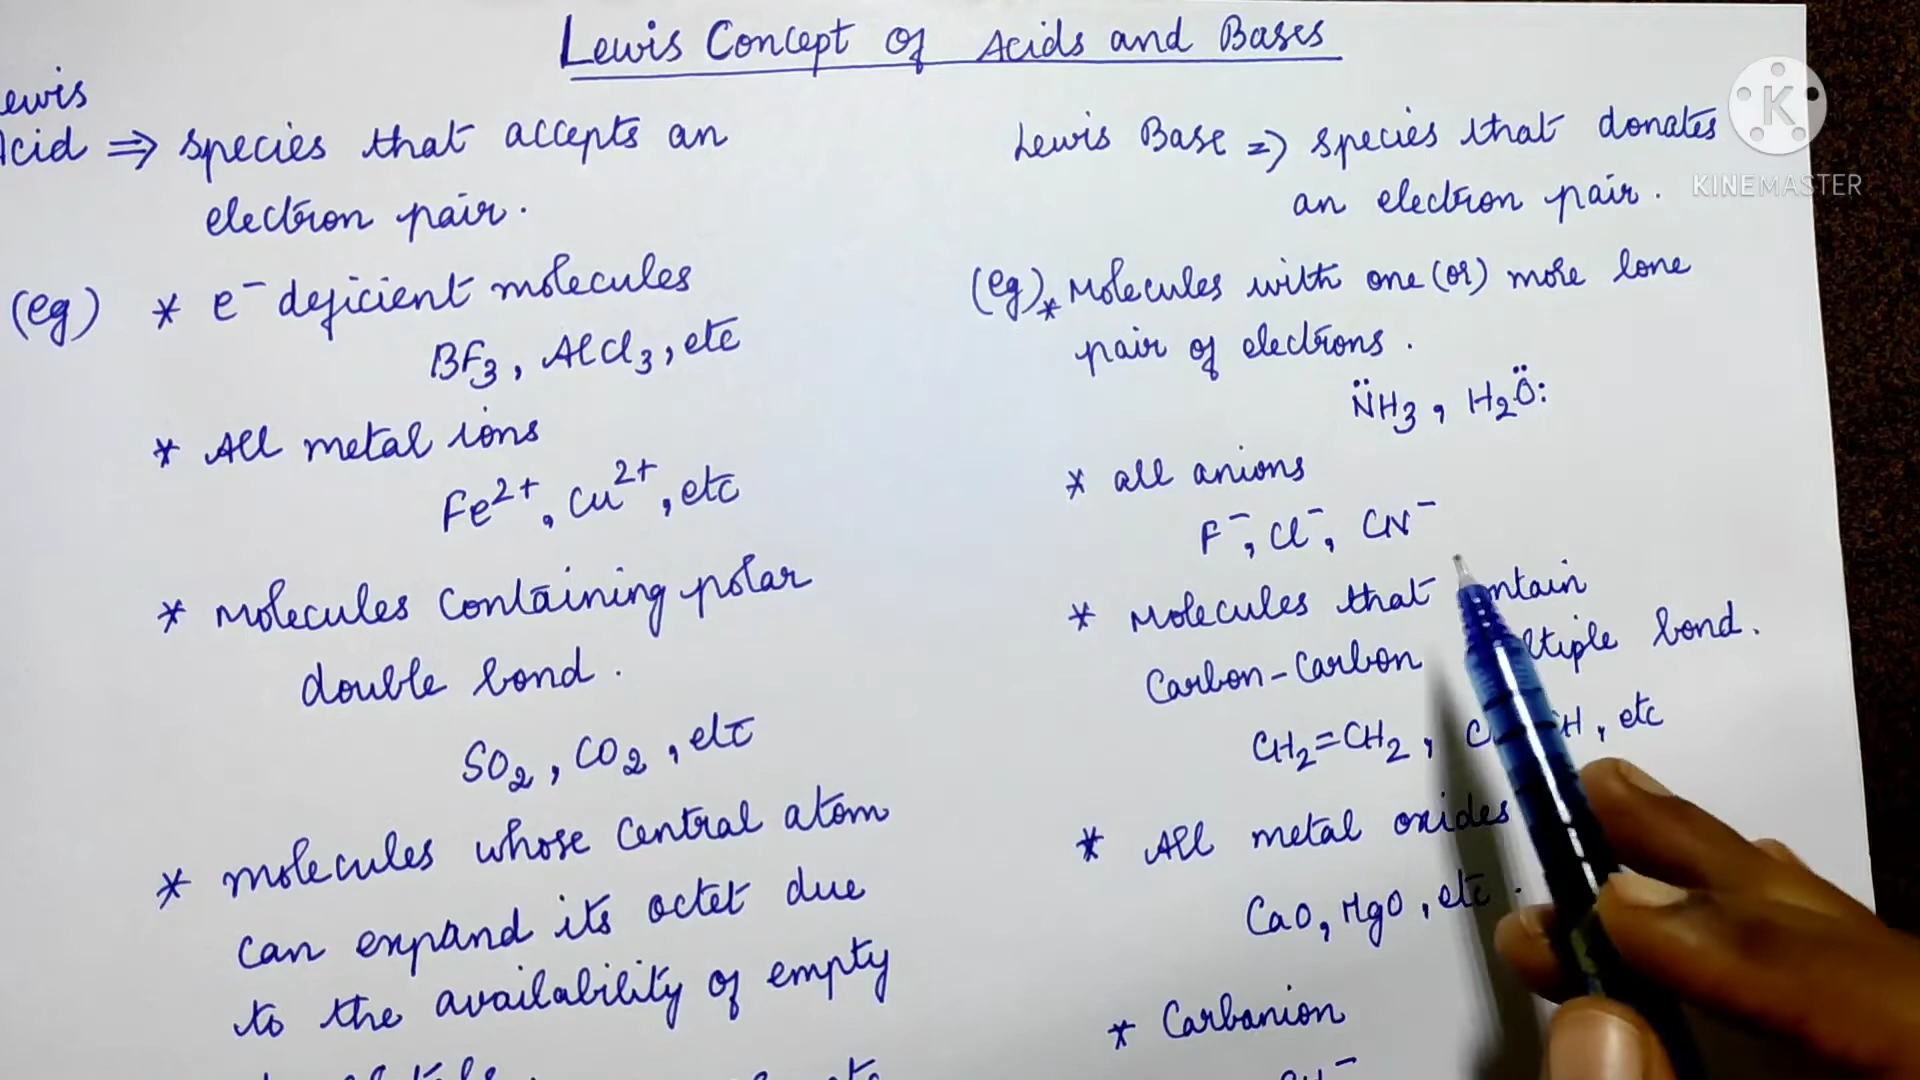 Lewis Concept of Acids and Bases
ewis
Acid ⇒ species that accepts an
electron pair.
(eg) * e⁻ deficient molecules
BF₃, AlCl₃, etc
* All metal ions
Fe²⁺, Cu²⁺, etc
* Molecules containing polar
double bond.
SO₂, CO₂, etc
* molecules whose central atom
can expand its octet due
to the availability of empty
Lewis Base ⇒ species that donates
an electron pair.
(eg) * Molecules with one (or) more lone
pair of electrons.
N̈H₃, H₂Ö:
* all anions
F⁻, Cl⁻, CN⁻
* Molecules that ontain
Carbon-Carbon ltiple bond.
CH₂=CH₂, C H, etc
* All metal oxides
CaO, MgO, etc.
* Carbanion
K
KINEMASTER